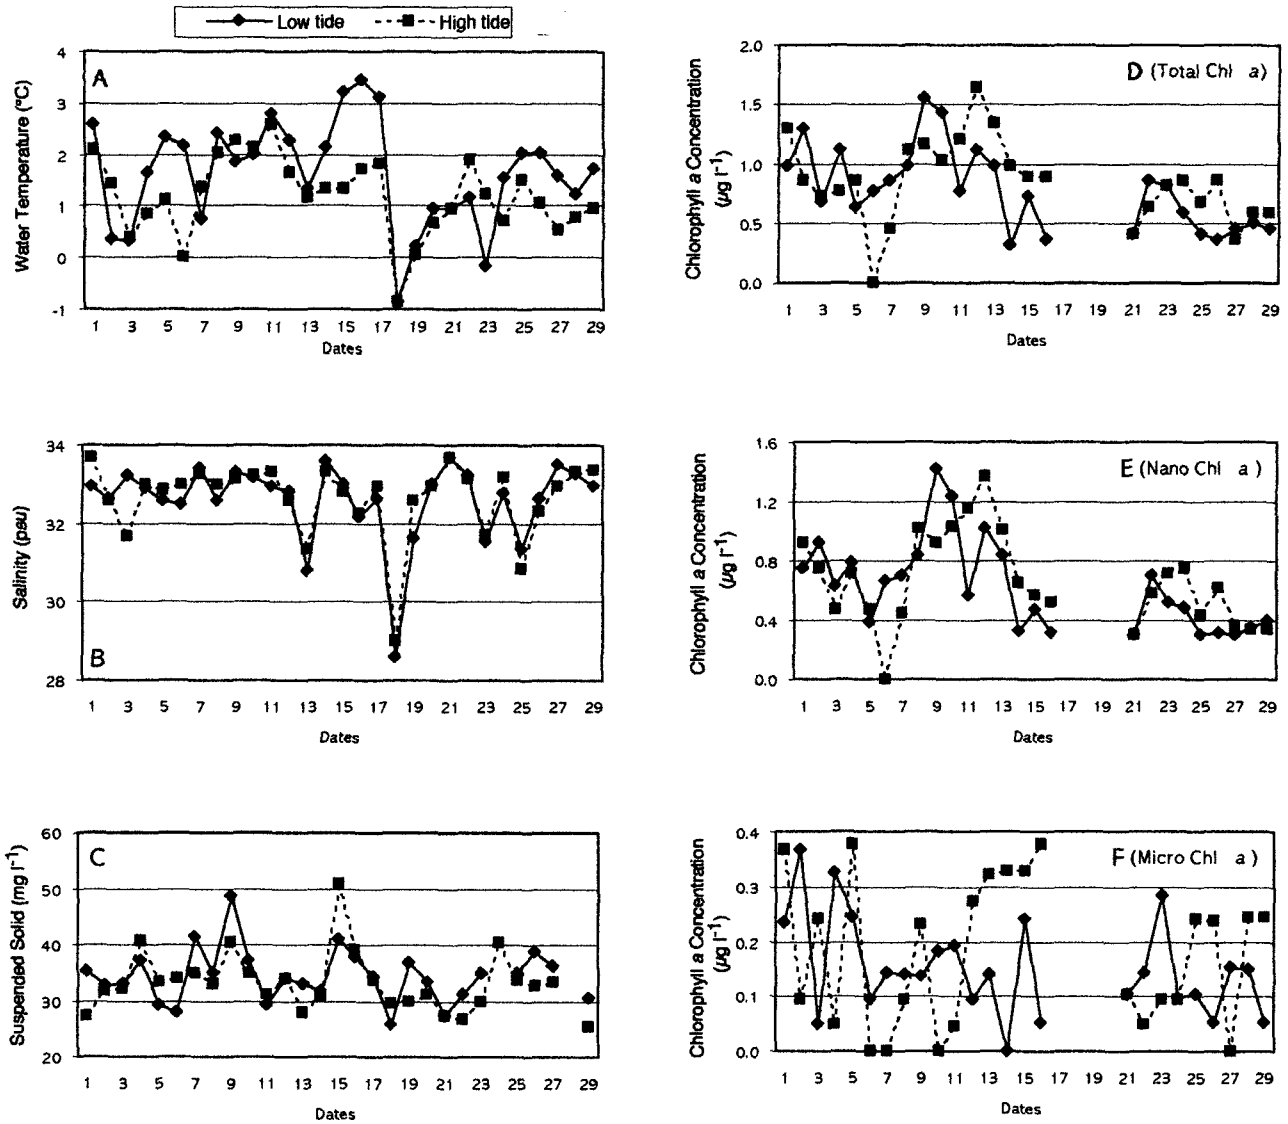 Low tide High tide
A
Water Temperature (°C)
4
3
2
1
0
-1
1 3 5 7 9 11 13 15 17 19 21 23 25 27 29
Dates
B
Salinity (psu)
34
32
30
28
1 3 5 7 9 11 13 15 17 19 21 23 25 27 29
Dates
C
Suspended Solid (mg l⁻¹)
60
50
40
30
20
1 3 5 7 9 11 13 15 17 19 21 23 25 27 29
Dates
D (Total Chl a)
Chlorophyll a Concentration
(µg l⁻¹)
2.0
1.5
1.0
0.5
0.0
1 3 5 7 9 11 13 15 17 19 21 23 25 27 29
Dates
E (Nano Chl a)
Chlorophyll a Concentration
(µg l⁻¹)
1.6
1.2
0.8
0.4
0.0
1 3 5 7 9 11 13 15 17 19 21 23 25 27 29
Dates
F (Micro Chl a)
Chlorophyll a Concentration
(µg l⁻¹)
0.4
0.3
0.2
0.1
0.0
1 3 5 7 9 11 13 15 17 19 21 23 25 27 29
Dates